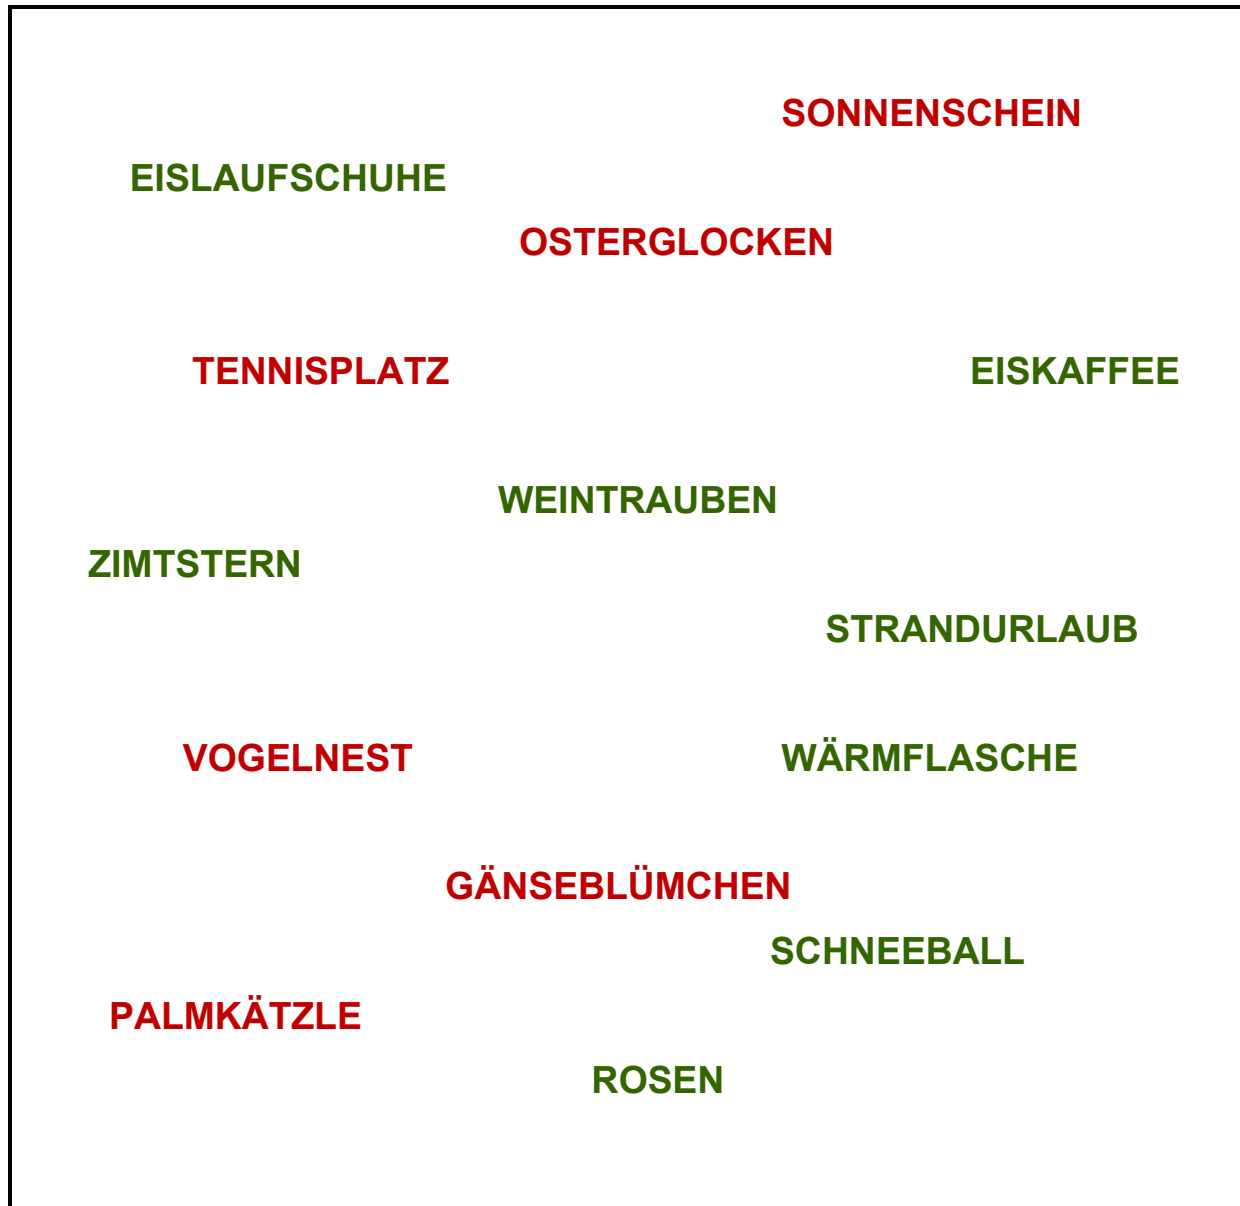 SONNENSCHEIN
EISLAUFSCHUHE
OSTERGLOCKEN
TENNISPLATZ EISKAFFEE
WEINTRAUBEN
ZIMTSTERN
STRANDURLAUB
VOGELNEST WÄRMFLASCHE
GÄNSEBLÜMCHEN
SCHNEEBALL
PALMKÄTZLE
ROSEN